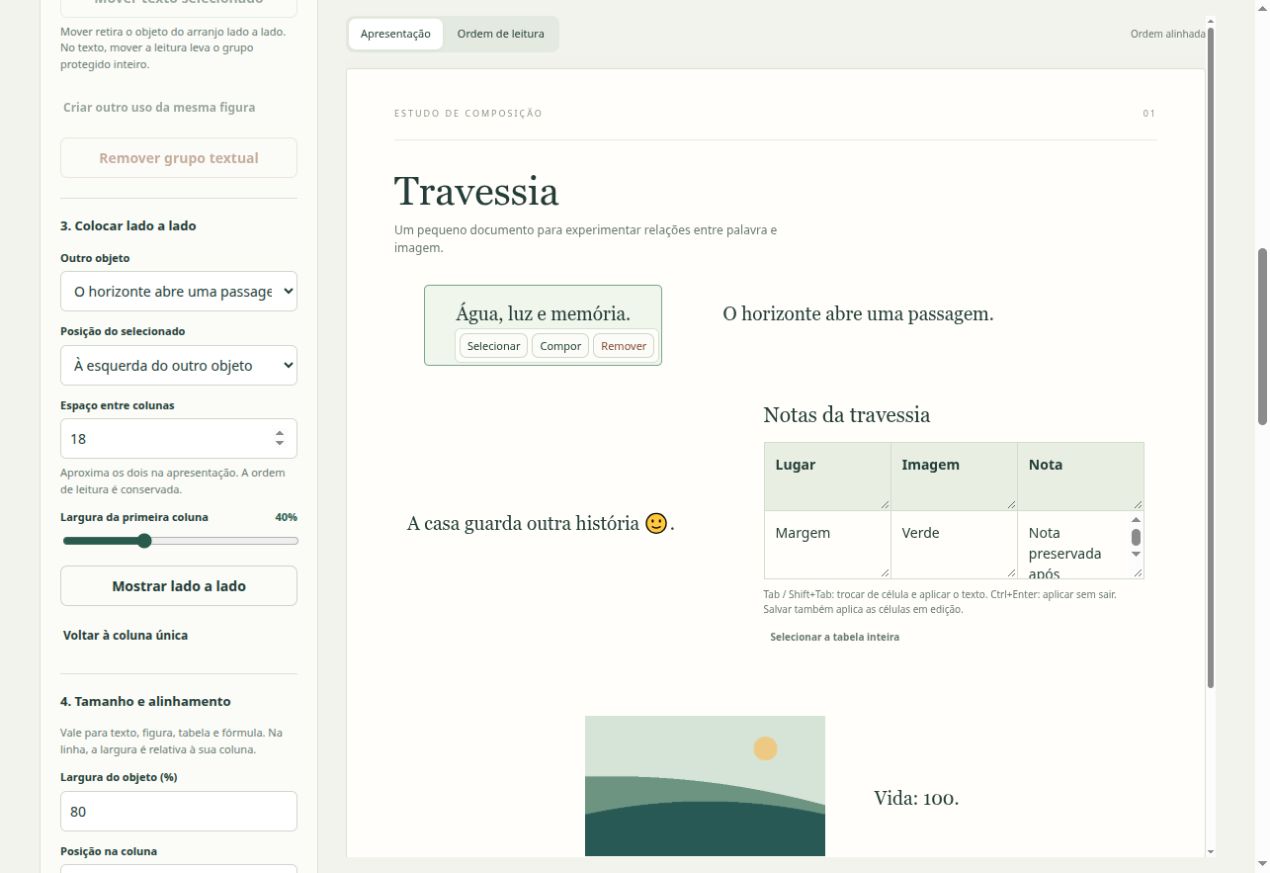 Mover texto selecionado
Mover retira o objeto do arranjo lado a lado.
No texto, mover a leitura leva o grupo
protegido inteiro.
Criar outro uso da mesma figura
Remover grupo textual
3. Colocar lado a lado
Outro objeto
O horizonte abre uma passage
Posição do selecionado
À esquerda do outro objeto
Espaço entre colunas
18
Aproxima os dois na apresentação. A ordem
de leitura é conservada.
Largura da primeira coluna 40%
Mostrar lado a lado
Voltar à coluna única
4. Tamanho e alinhamento
Vale para texto, figura, tabela e fórmula. Na
linha, a largura é relativa à sua coluna.
Largura do objeto (%)
80
Posição na coluna
Apresentação Ordem de leitura Ordem alinhada
ESTUDO DE COMPOSIÇÃO 01
Travessia
Um pequeno documento para experimentar relações entre palavra e
imagem.
Água, luz e memória. O horizonte abre uma passagem.
Selecionar Compor Remover
Notas da travessia
Lugar Imagem Nota
A casa guarda outra história 🙂.
Margem Verde Nota
preservada
após
Tab / Shift+Tab: trocar de célula e aplicar o texto. Ctrl+Enter: aplicar sem sair.
Salvar também aplica as células em edição.
Selecionar a tabela inteira
Vida: 100.